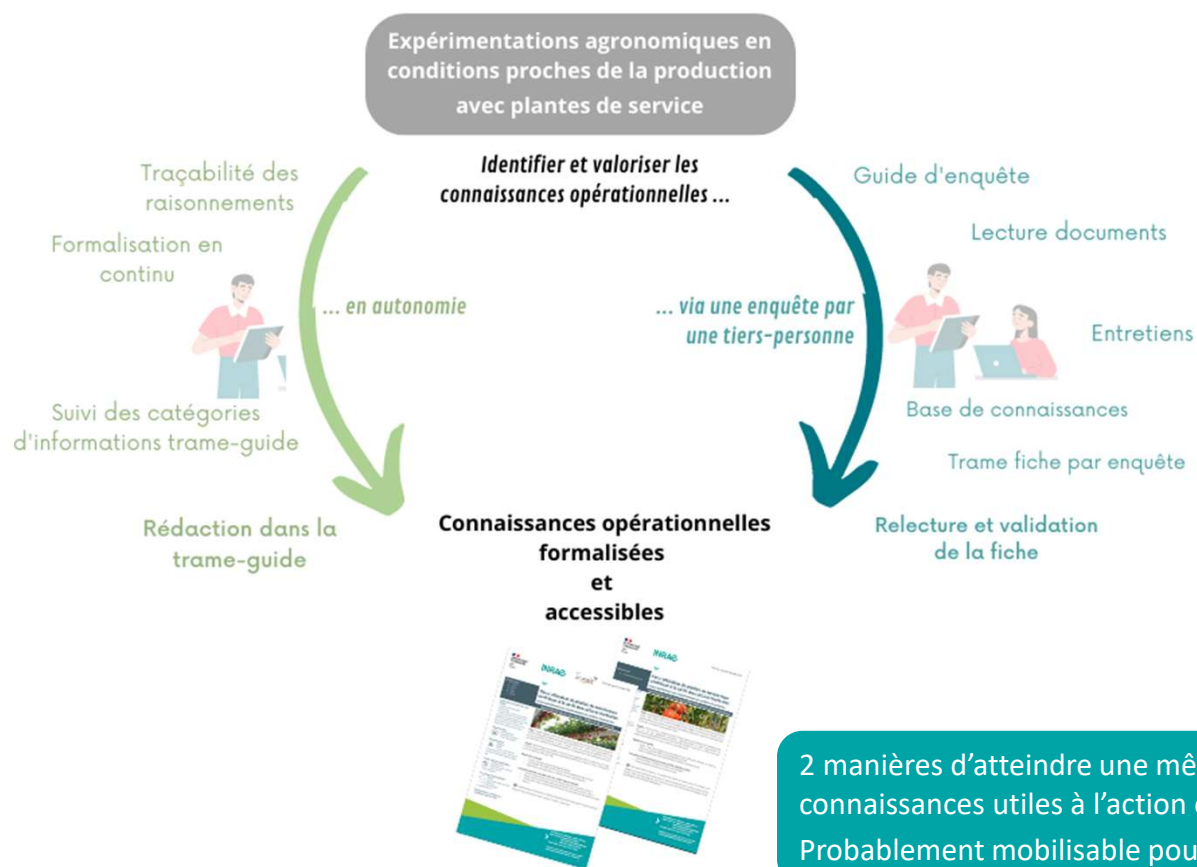 Expérimentations agronomiques en
conditions proches de la production
avec plantes de service
Identifier et valoriser les
connaissances opérationnelles ...
Traçabilité des
raisonnements
Formalisation en
continu
... en autonomie
Suivi des catégories
d'informations trame-guide
Rédaction dans la
trame-guide
Guide d'enquête
Lecture documents
... via une enquête par
une tiers-personne
Entretiens
Base de connaissances
Trame fiche par enquête
Relecture et validation
de la fiche
Connaissances opérationnelles
formalisées
et
accessibles
INRAE
INRAE
2 manières d'atteindre une mê
connaissances utiles à l'action
Probablement mobilisable pou